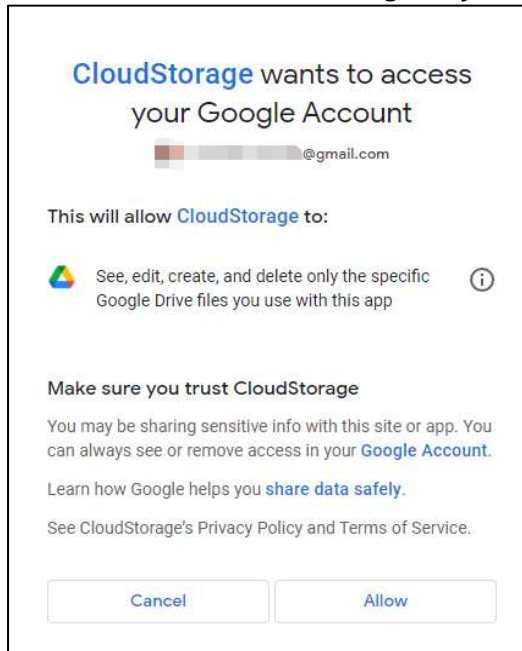 CloudStorage wants to access
your Google Account
@gmail.com
This will allow CloudStorage to:
See, edit, create, and delete only the specific
Google Drive files you use with this app
Make sure you trust CloudStorage
You may be sharing sensitive info with this site or app. You
can always see or remove access in your Google Account.
Learn how Google helps you share data safely.
See CloudStorage's Privacy Policy and Terms of Service.
Cancel
Allow